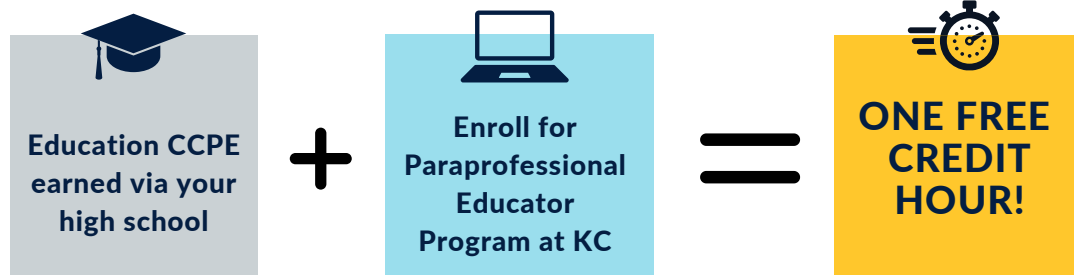 Education CCPE
earned via your
high school
+
Enroll for
Paraprofessional
Educator
Program at KC
=
ONE FREE
CREDIT
HOUR!